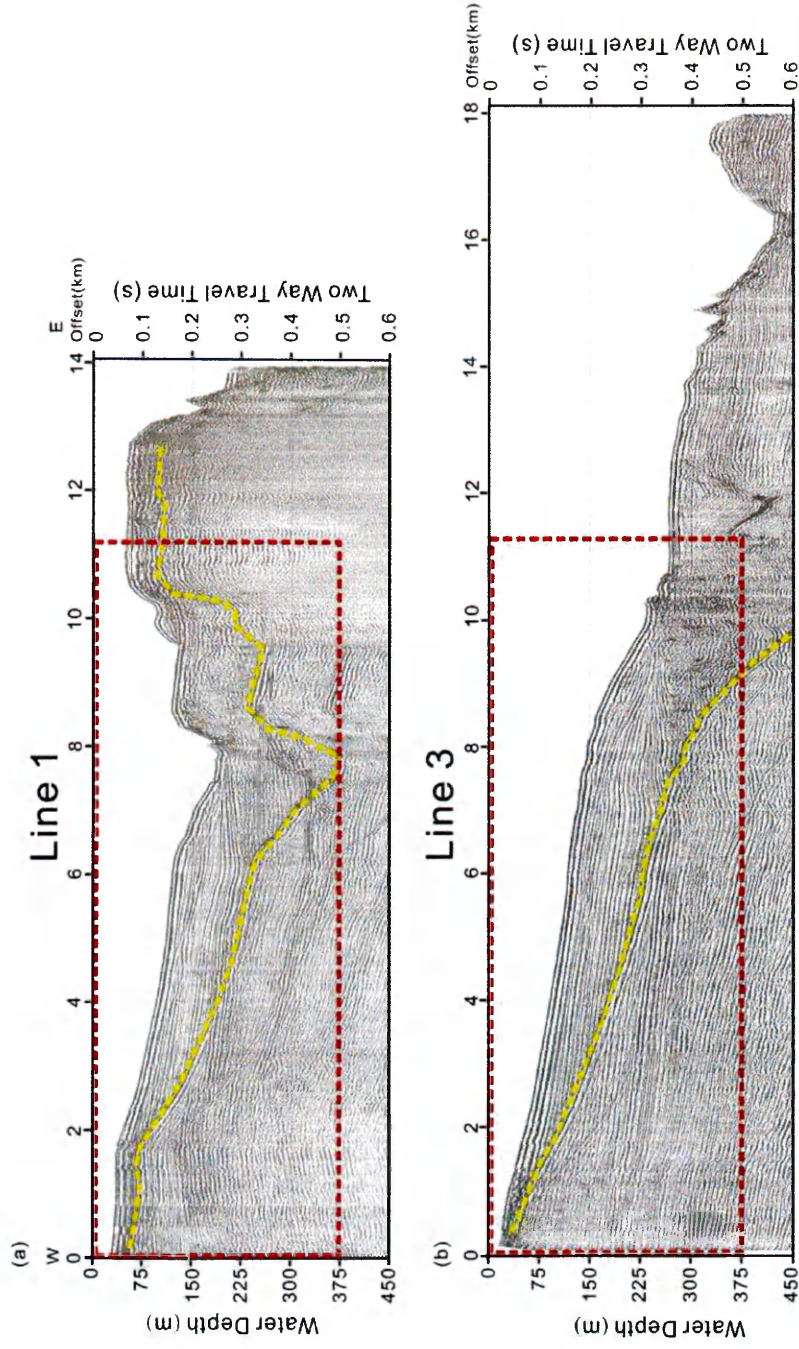 (a)
Line 1
W
E
Offset(km)
0 2 4 6 8 10 12 14
Water Depth (m)
0
75
150
225
300
375
450
Two Way Travel Time (s)
0
0.1
0.2
0.3
0.4
0.5
0.6
(b)
Line 3
Offset(km)
0 2 4 6 8 10 12 14 16 18
Water Depth (m)
0
75
150
225
300
375
450
Two Way Travel Time (s)
0
0.1
0.2
0.3
0.4
0.5
0.6